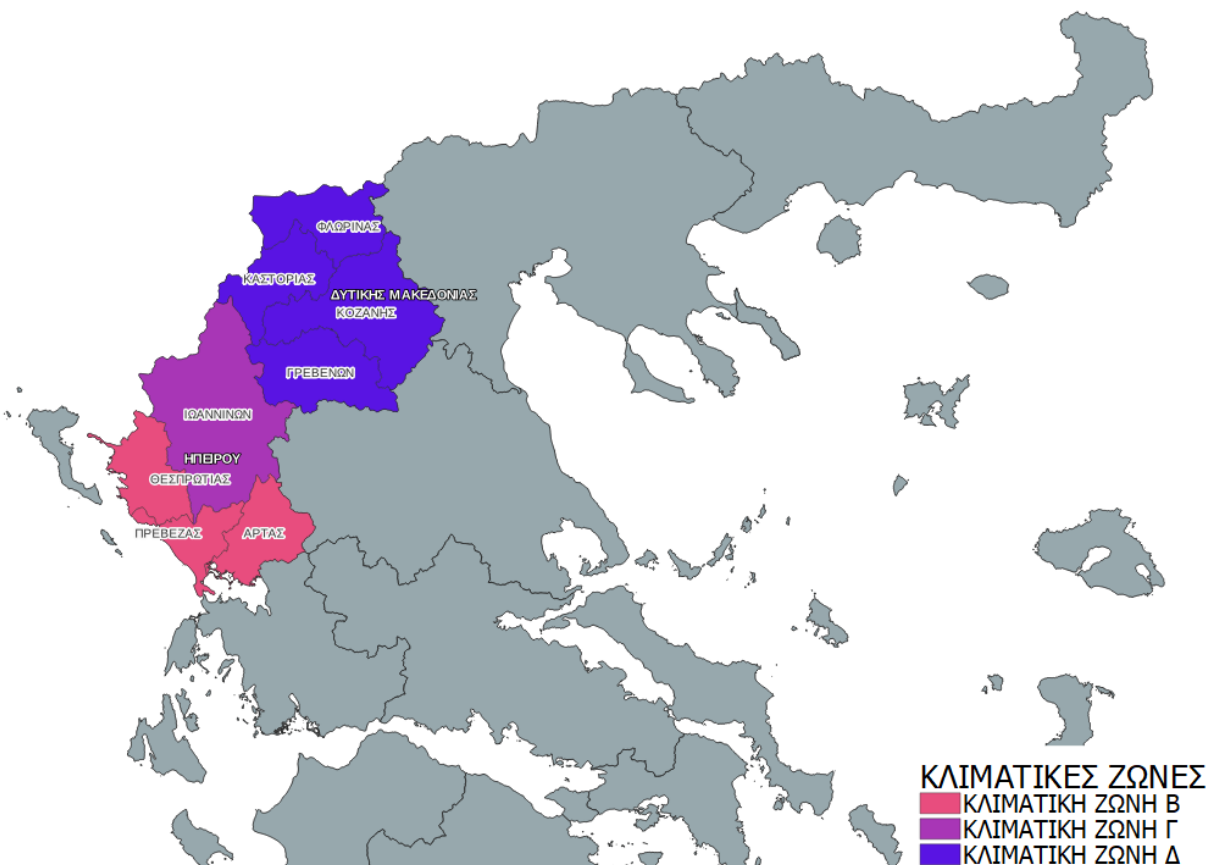 ΦΛΩΡΙΝΑΣ
ΚΑΣΤΟΡΙΑΣ
ΔΥΤΙΚΗΣ ΜΑΚΕΔΟΝΙΑΣ
ΚΟΖΑΝΗΣ
ΓΡΕΒΕΝΩΝ
ΙΩΑΝΝΙΝΩΝ
ΗΠΕΙΡΟΥ
ΘΕΣΠΡΩΤΙΑΣ
ΠΡΕΒΕΖΑΣ
ΑΡΤΑΣ
ΚΛΙΜΑΤΙΚΕΣ ΖΩΝΕΣ
ΚΛΙΜΑΤΙΚΗ ΖΩΝΗ Β
ΚΛΙΜΑΤΙΚΗ ΖΩΝΗ Γ
ΚΛΙΜΑΤΙΚΗ ΖΩΝΗ Δ